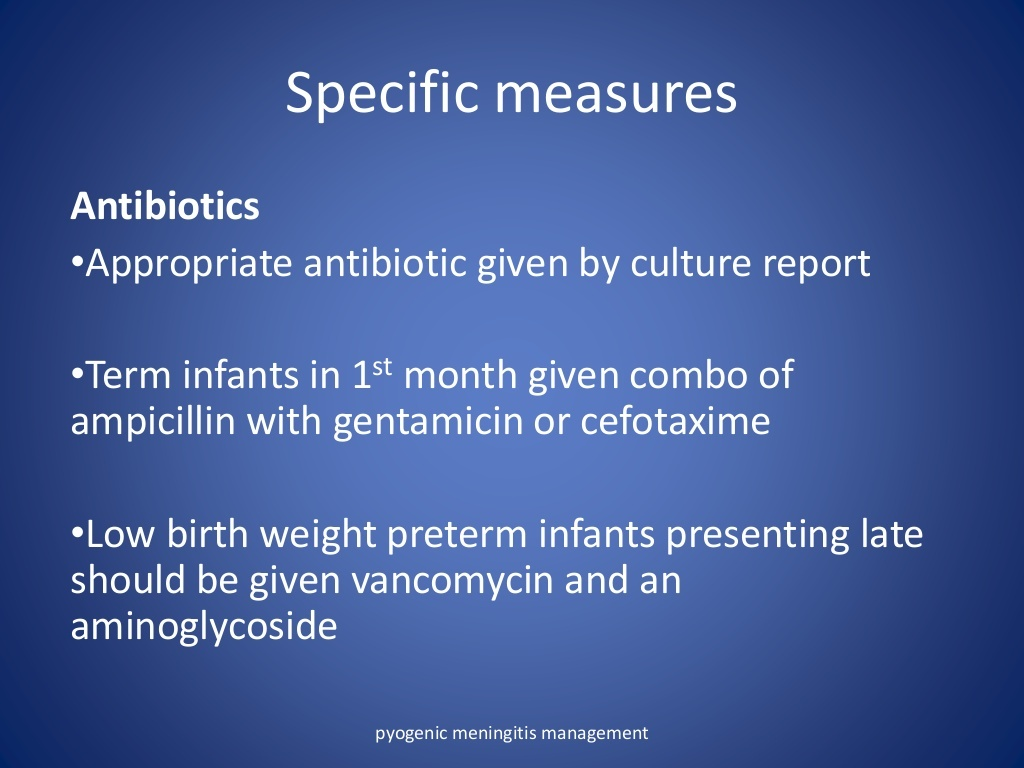 Specific measures
Antibiotics
•Appropriate antibiotic given by culture report
•Term infants in 1st month given combo of
ampicillin with gentamicin or cefotaxime
•Low birth weight preterm infants presenting late
should be given vancomycin and an
aminoglycoside
pyogenic meningitis management